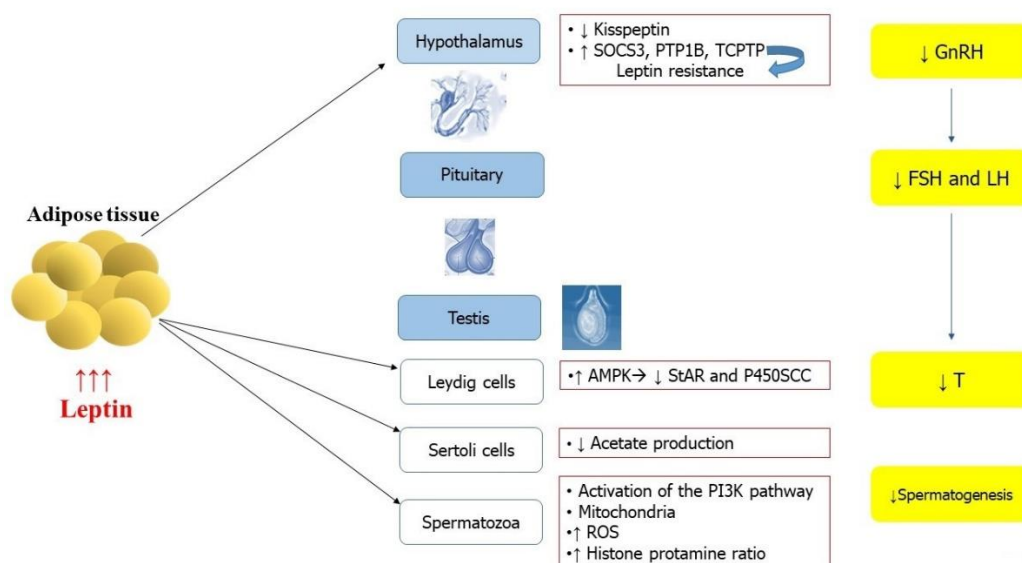 Hypothalamus
• ↓ Kisspeptin
• ↑ SOCS3, PTP1B, TCPTP
Leptin resistance
↓ GnRH
Pituitary
↓ FSH and LH
Adipose tissue
↑↑↑
Leptin
Testis
Leydig cells
•↑ AMPK→ ↓ StAR and P450SCC
↓ T
Sertoli cells
• ↓ Acetate production
Spermatozoa
• Activation of the PI3K pathway
• Mitochondria
•↑ ROS
•↑ Histone protamine ratio
↓Spermatogenesis